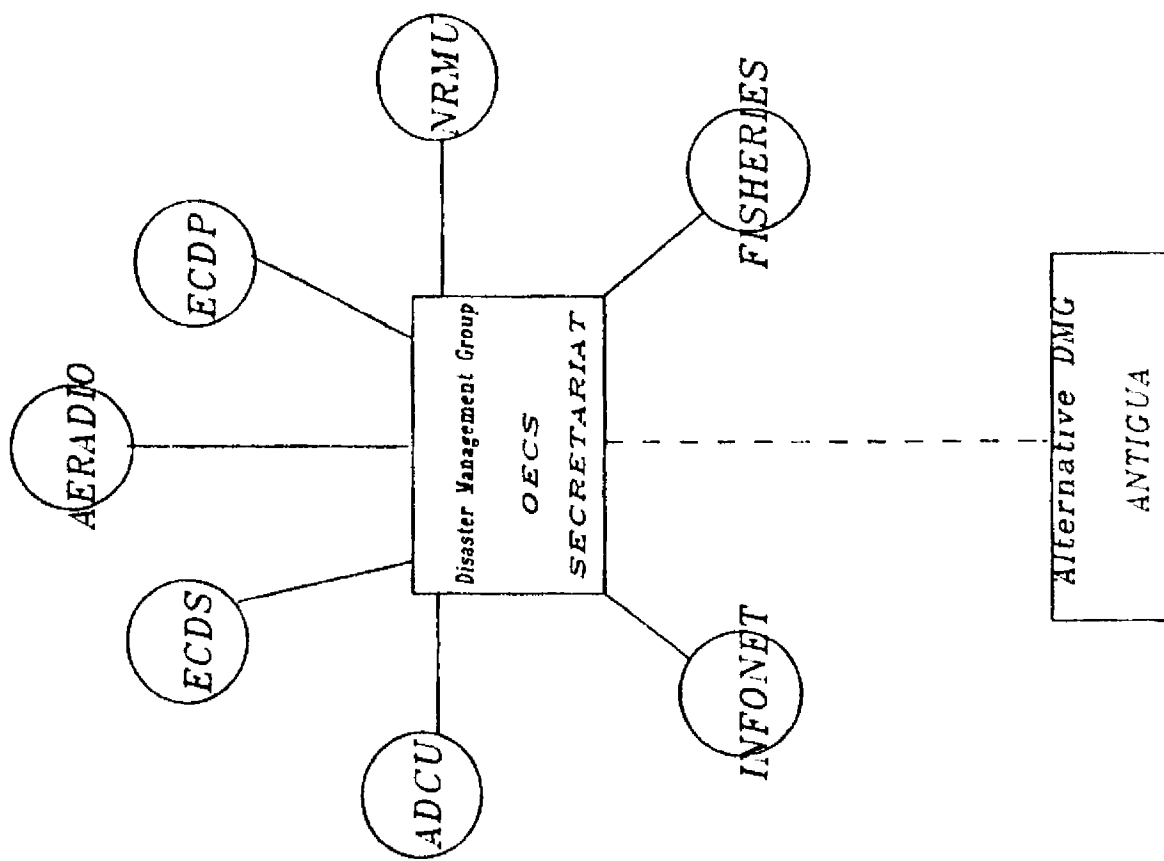 AERADIO
ECDS
ECDP
ADCU
NRMU
Disaster Management Group
OECS
SECRETARIAT
INFONET
FISHERIES
Alternative DMG
ANTIGUA